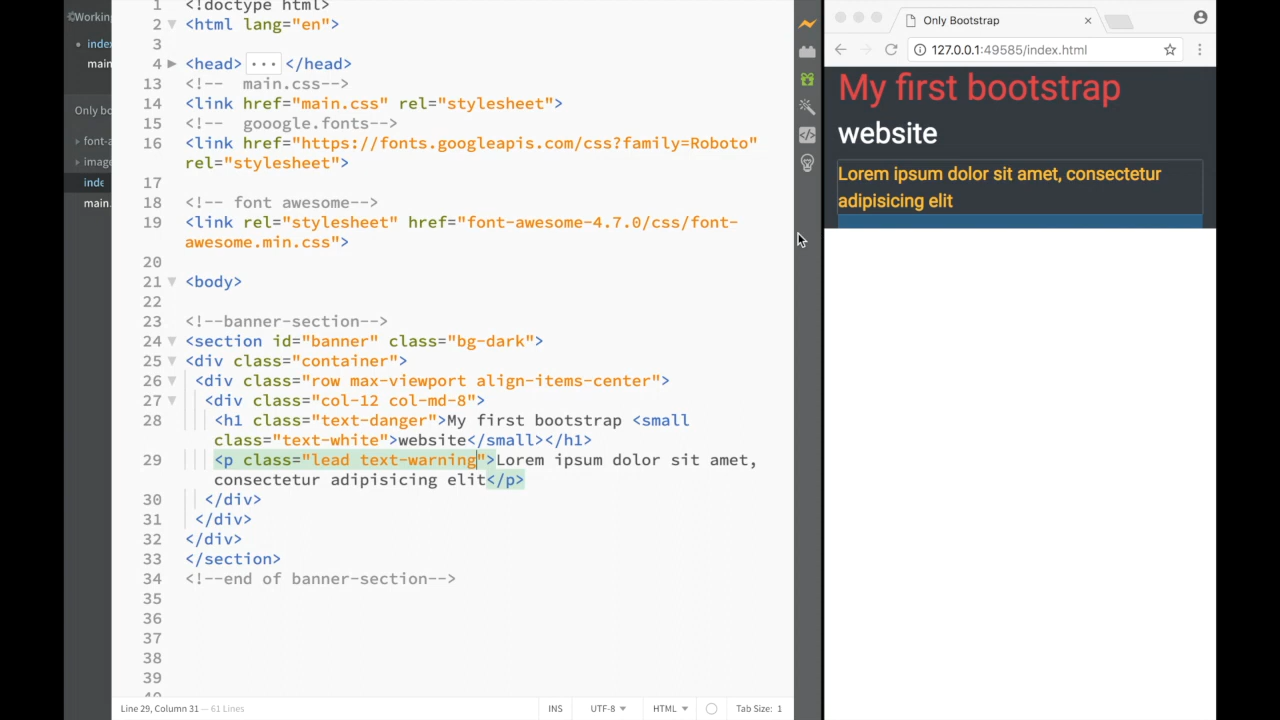 Working
index
main
Only bo
font-a
image
inde
main.
1 <!doctype html>
2 <html lang="en">
3
4 <head> ··· </head>
13 <!--  main.css-->
14 <link href="main.css" rel="stylesheet">
15 <!--  gooogle.fonts-->
16 <link href="https://fonts.googleapis.com/css?family=Roboto"
rel="stylesheet">
17
18 <!-- font awesome-->
19 <link rel="stylesheet" href="font-awesome-4.7.0/css/font-
awesome.min.css">
20
21 <body>
22
23 <!--banner-section-->
24 <section id="banner" class="bg-dark">
25 <div class="container">
26 <div class="row max-viewport align-items-center">
27 <div class="col-12 col-md-8">
28 <h1 class="text-danger">My first bootstrap <small
class="text-white">website</small></h1>
29 <p class="lead text-warning">Lorem ipsum dolor sit amet,
consectetur adipisicing elit</p>
30 </div>
31 </div>
32 </div>
33 </section>
34 <!--end of banner-section-->
35
36
37
38
39
Line 29, Column 31 — 61 Lines
INS
UTF-8
HTML
Tab Size: 1
Only Bootstrap
127.0.0.1:49585/index.html
My first bootstrap
website
Lorem ipsum dolor sit amet, consectetur
adipisicing elit